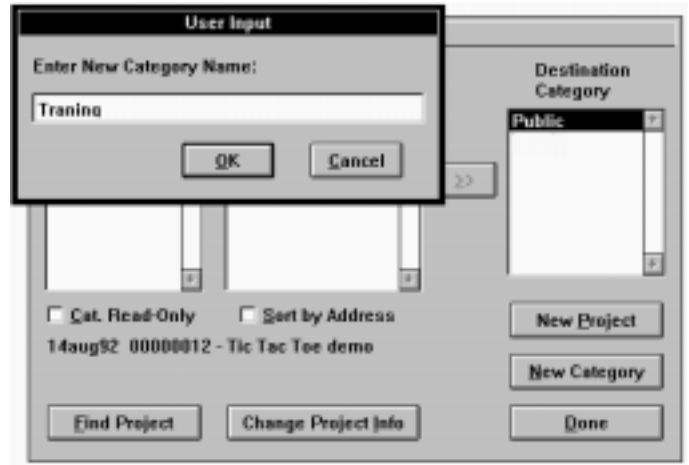 User Input
Enter New Category Name:
Traning
OK
Cancel
Destination
Category
Public
>>
Cat. Read-Only
Sort by Address
14aug92 00000012 - Tic Tac Toe demo
New Project
New Category
Find Project
Change Project Info
Done